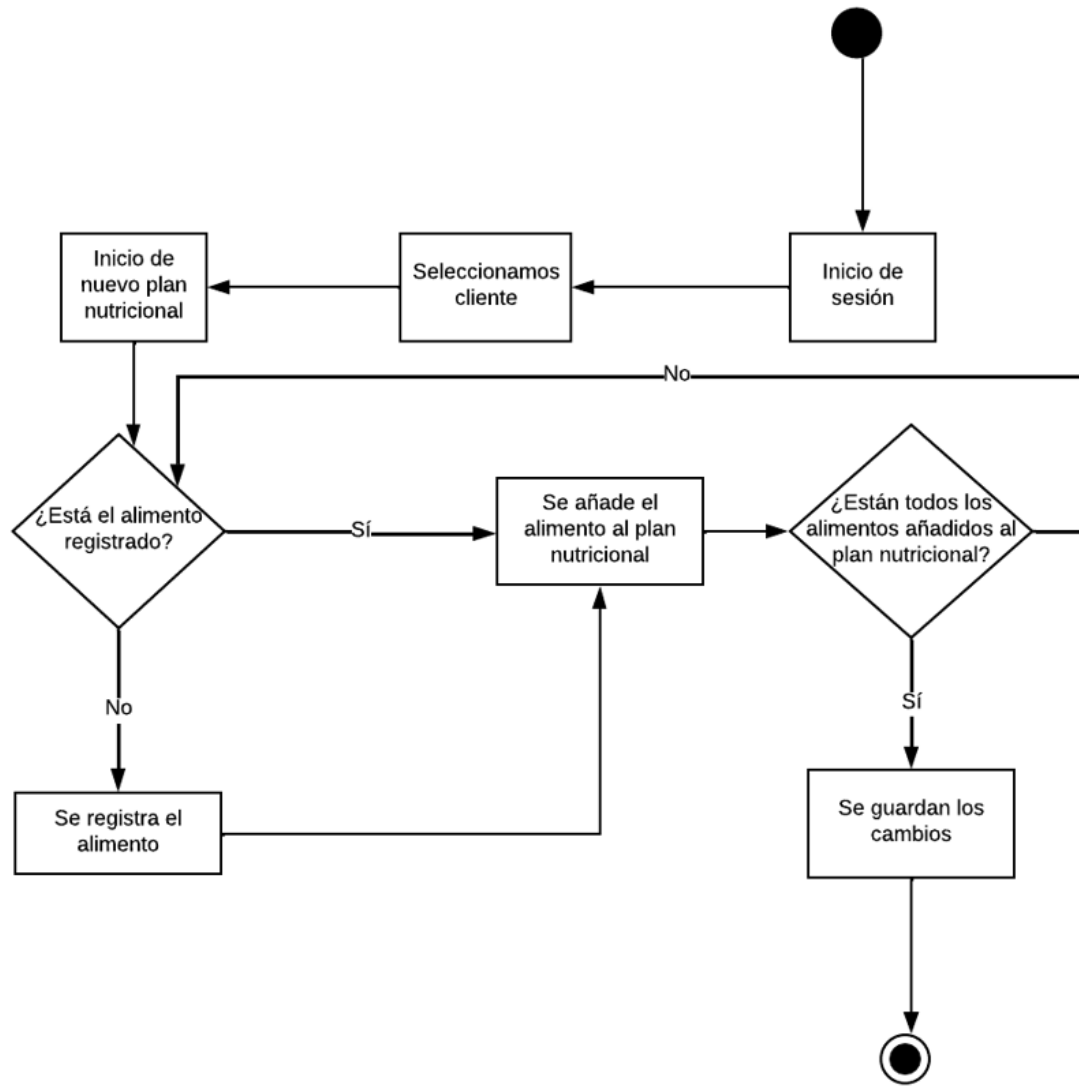 Inicio de
nuevo plan
nutricional
Seleccionamos
cliente
Inicio de
sesión
No
¿Está el alimento
registrado?
Sí
Se añade el
alimento al plan
nutricional
¿Están todos los
alimentos añadidos al
plan nutricional?
No
Sí
Se registra el
alimento
Se guardan los
cambios